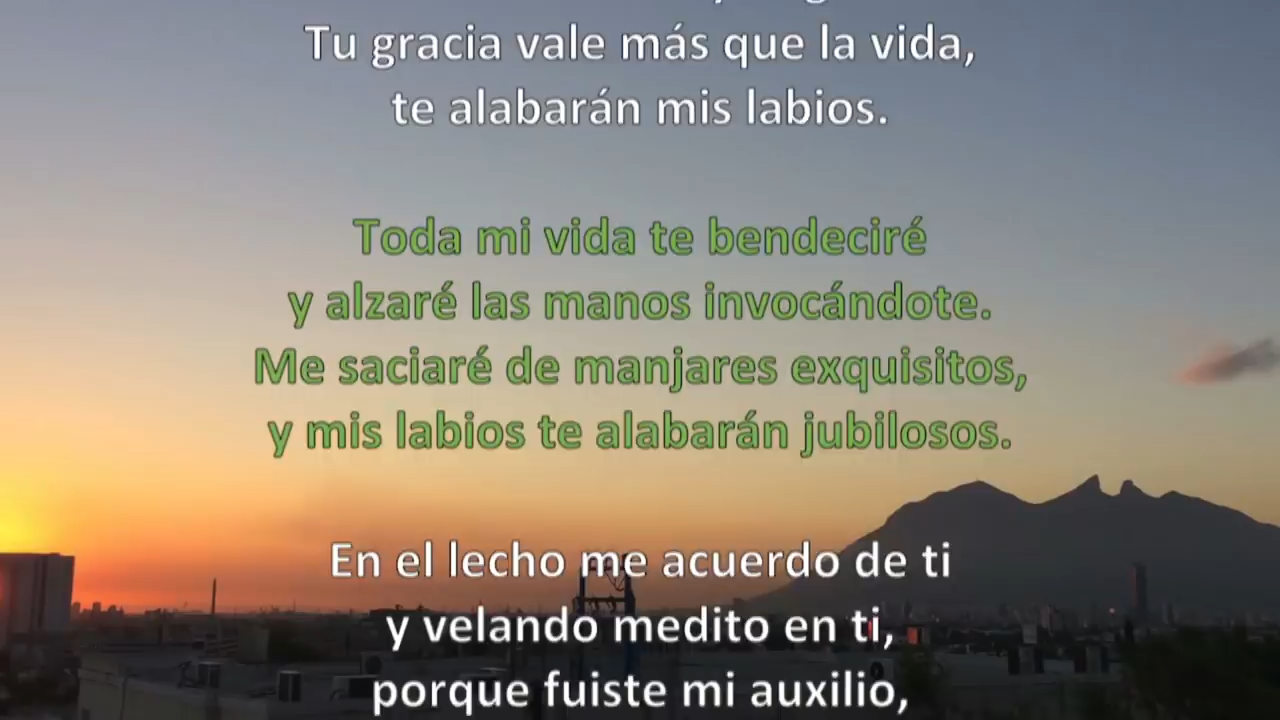 Tu gracia vale más que la vida,
te alabarán mis labios.
Toda mi vida te bendeciré
y alzaré las manos invocándote.
Me saciaré de manjares exquisitos,
y mis labios te alabarán jubilosos.
En el lecho me acuerdo de ti
y velando medito en ti,
porque fuiste mi auxilio,